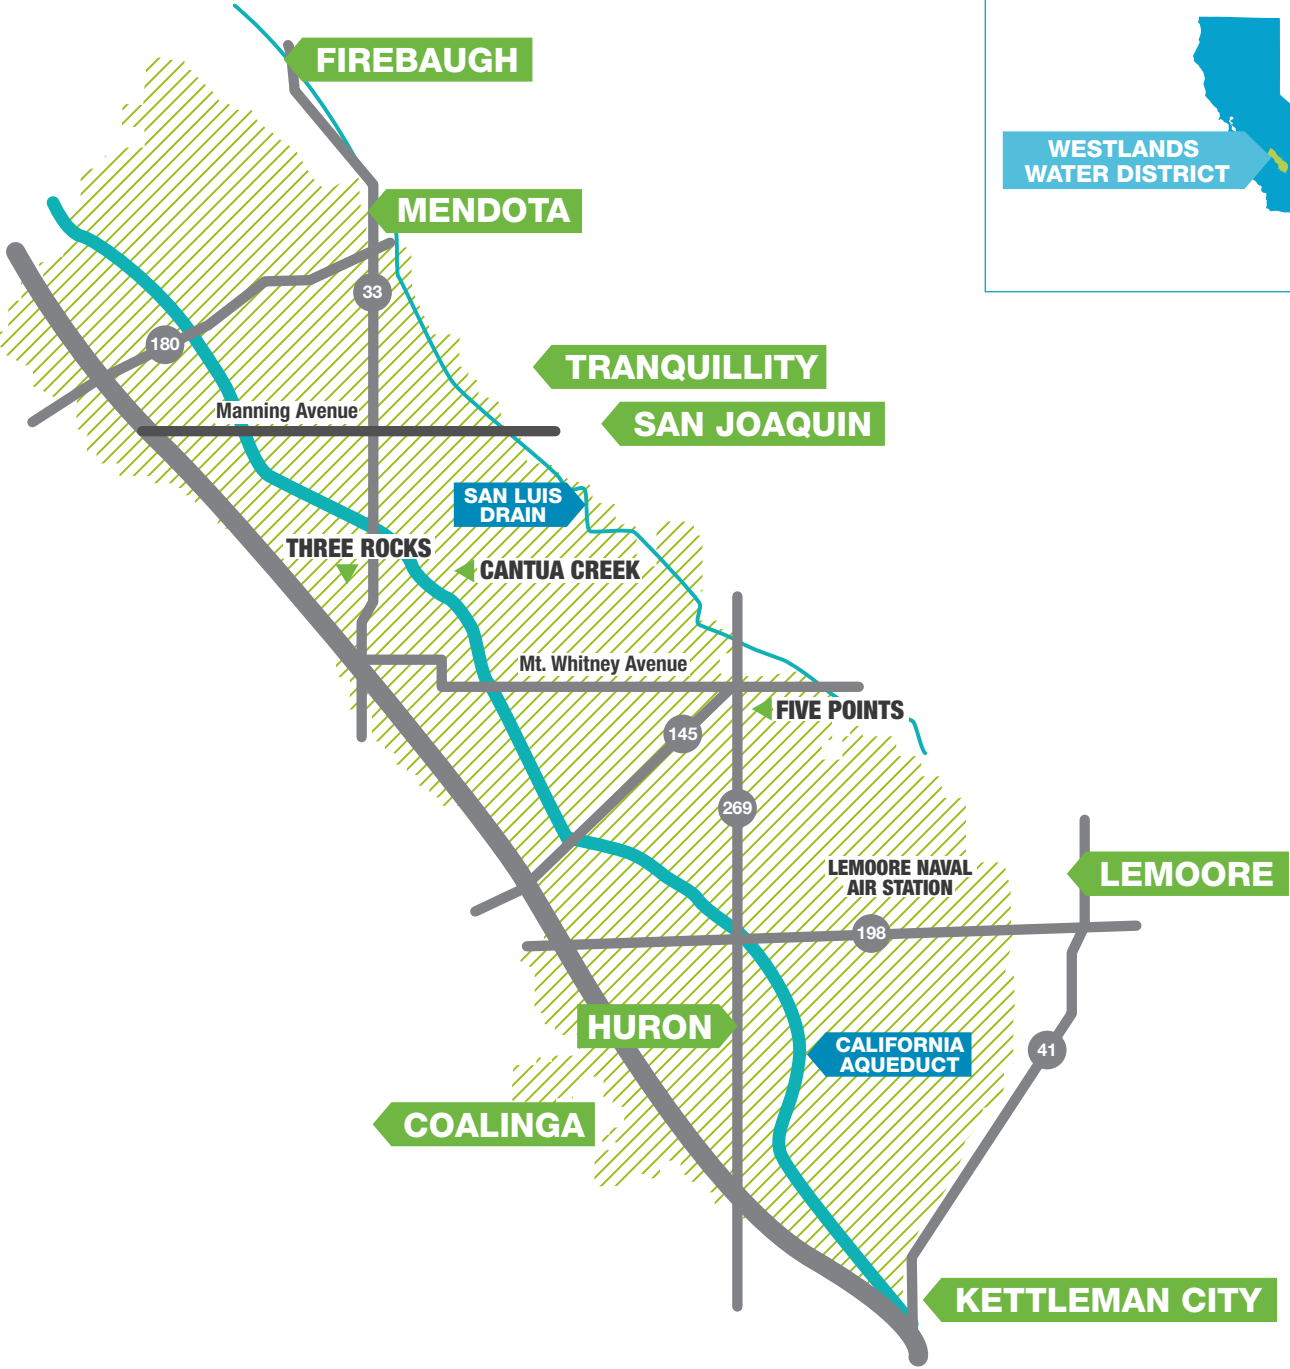 FIREBAUGH
WESTLANDS
WATER DISTRICT
MENDOTA
33
180
TRANQUILLITY
Manning Avenue
SAN JOAQUIN
SAN LUIS
DRAIN
THREE ROCKS
CANTUA CREEK
Mt. Whitney Avenue
FIVE POINTS
145
269
LEMOORE NAVAL
AIR STATION
LEMOORE
198
HURON
CALIFORNIA
AQUEDUCT
41
COALINGA
KETTLEMAN CITY